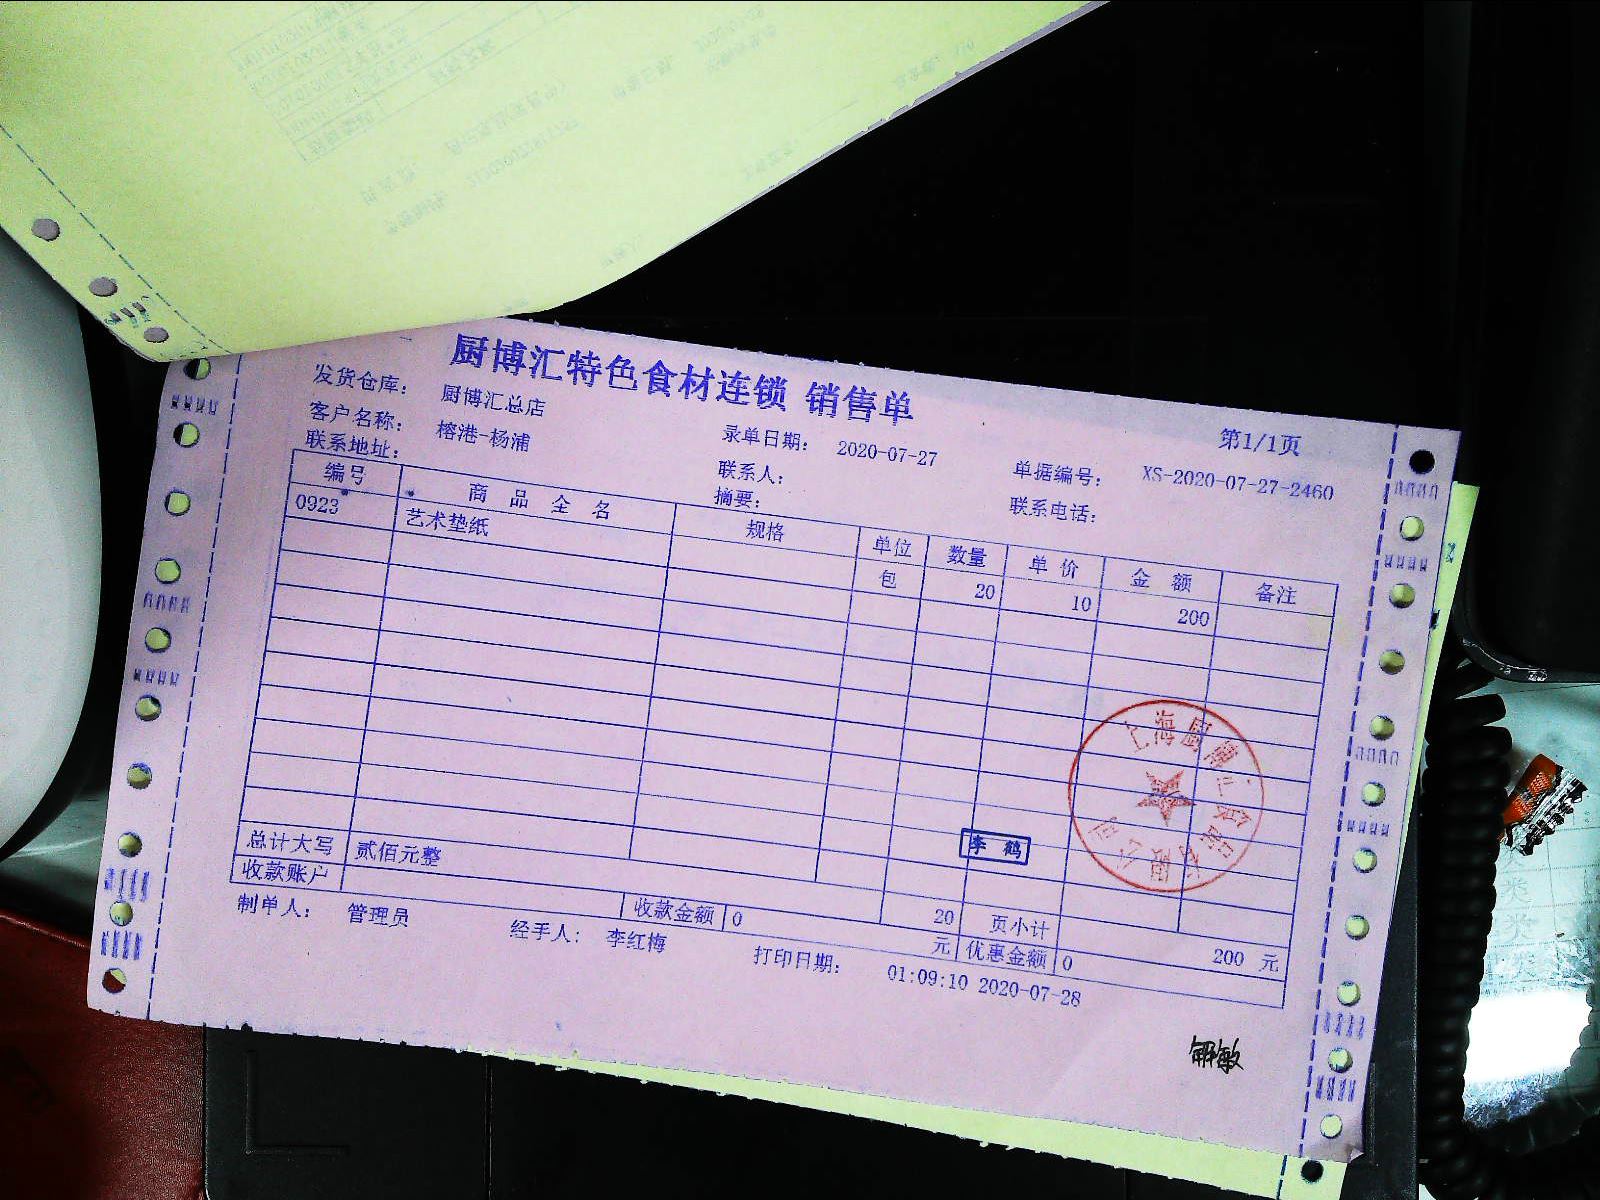 厨博汇特色食材连锁 销售单
第1/1页
发货仓库： 厨博汇总店
客户名称： 榕港-杨浦 录单日期： 2020-07-27 单据编号： XS-2020-07-27-2460
联系地址： 联系人： 联系电话：
摘要：
编号 商品全名 规格 单位 数量 单价 金额 备注
0923 艺术垫纸 包 20 10 200
李鹤
上海厨
限公司
总计大写 贰佰元整 20 页小计 200 元
收款账户 收款金额 0 元 优惠金额 0
制单人： 管理员 经手人： 李红梅 打印日期： 01:09:10 2020-07-28